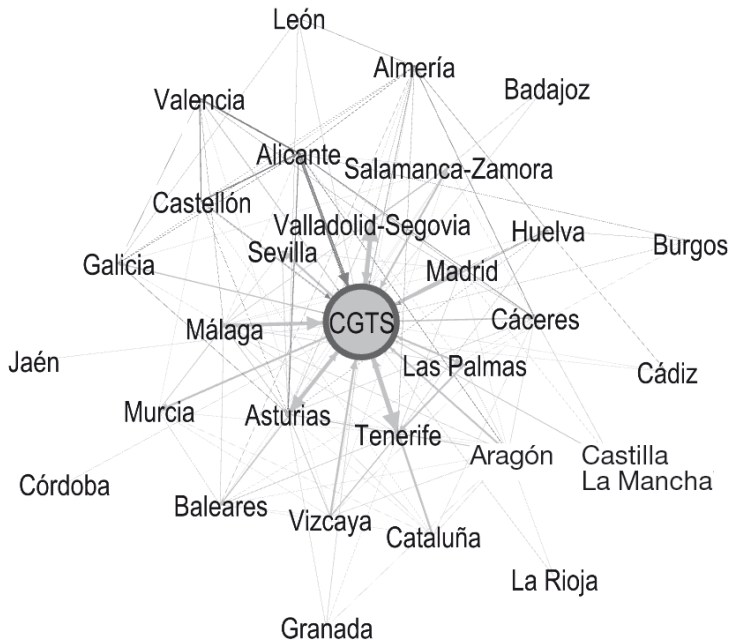 León
Almería
Badajoz
Valencia
Alicante
Salamanca-Zamora
Castellón
Valladolid-Segovia
Huelva
Burgos
Sevilla
Galicia
Madrid
Málaga
CGTS
Cáceres
Jaén
Las Palmas
Cádiz
Murcia
Asturias
Tenerife
Aragón
Castilla
La Mancha
Córdoba
Baleares
Vizcaya
Cataluña
La Rioja
Granada